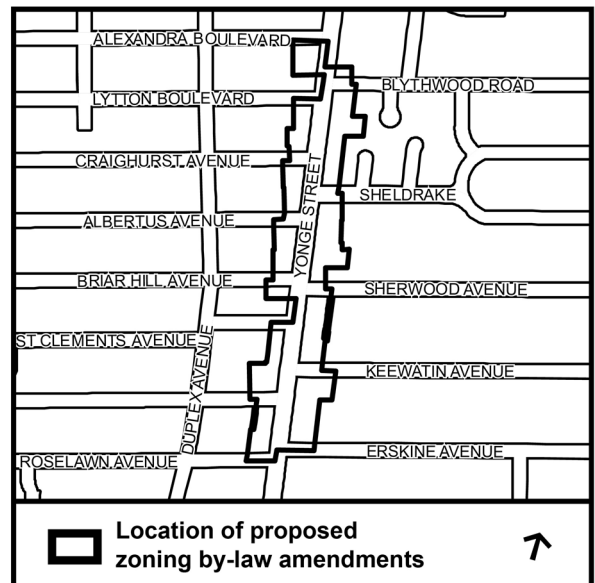 ALEXANDRA BOULEVARD
BLYTHWOOD ROAD
LYTTON BOULEVARD
CRAIGHURST AVENUE
YONGE STREET
SHELDRAKE
ALBERTUS AVENUE
BRIAR HILL AVENUE
SHERWOOD AVENUE
ST CLEMENTS AVENUE
DUPLEX AVENUE
KEEWATIN AVENUE
ERSKINE AVENUE
ROSELAWN AVENUE
Location of proposed
zoning by-law amendments